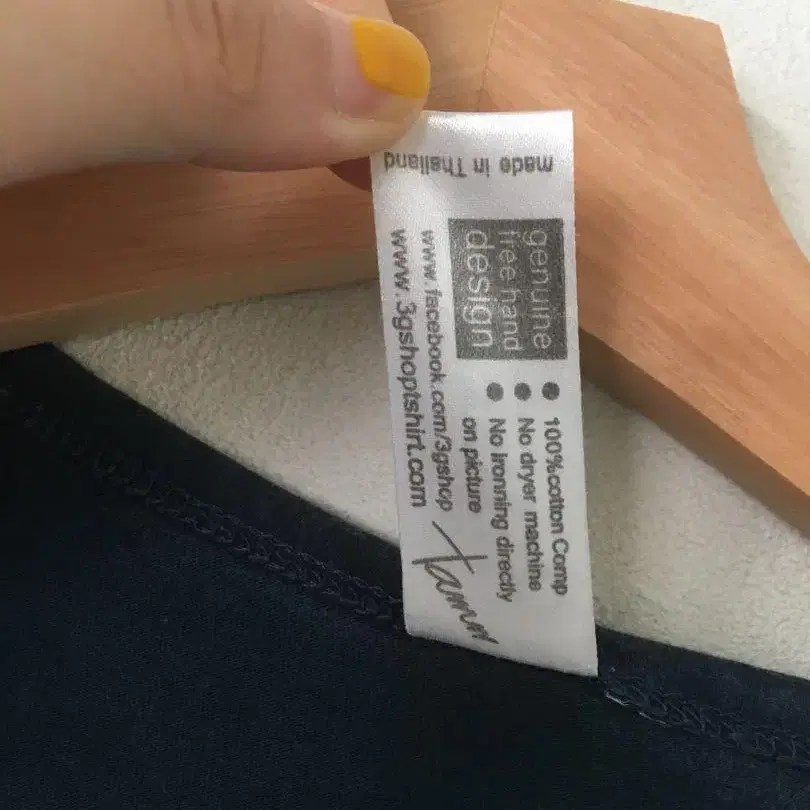 made in Thailand
genuine
free hand
design
100%cotton Comp
No dryer machine
No Ironning directly
on picture
www.facebook.com/3gshop
www.3gshoptshirt.com